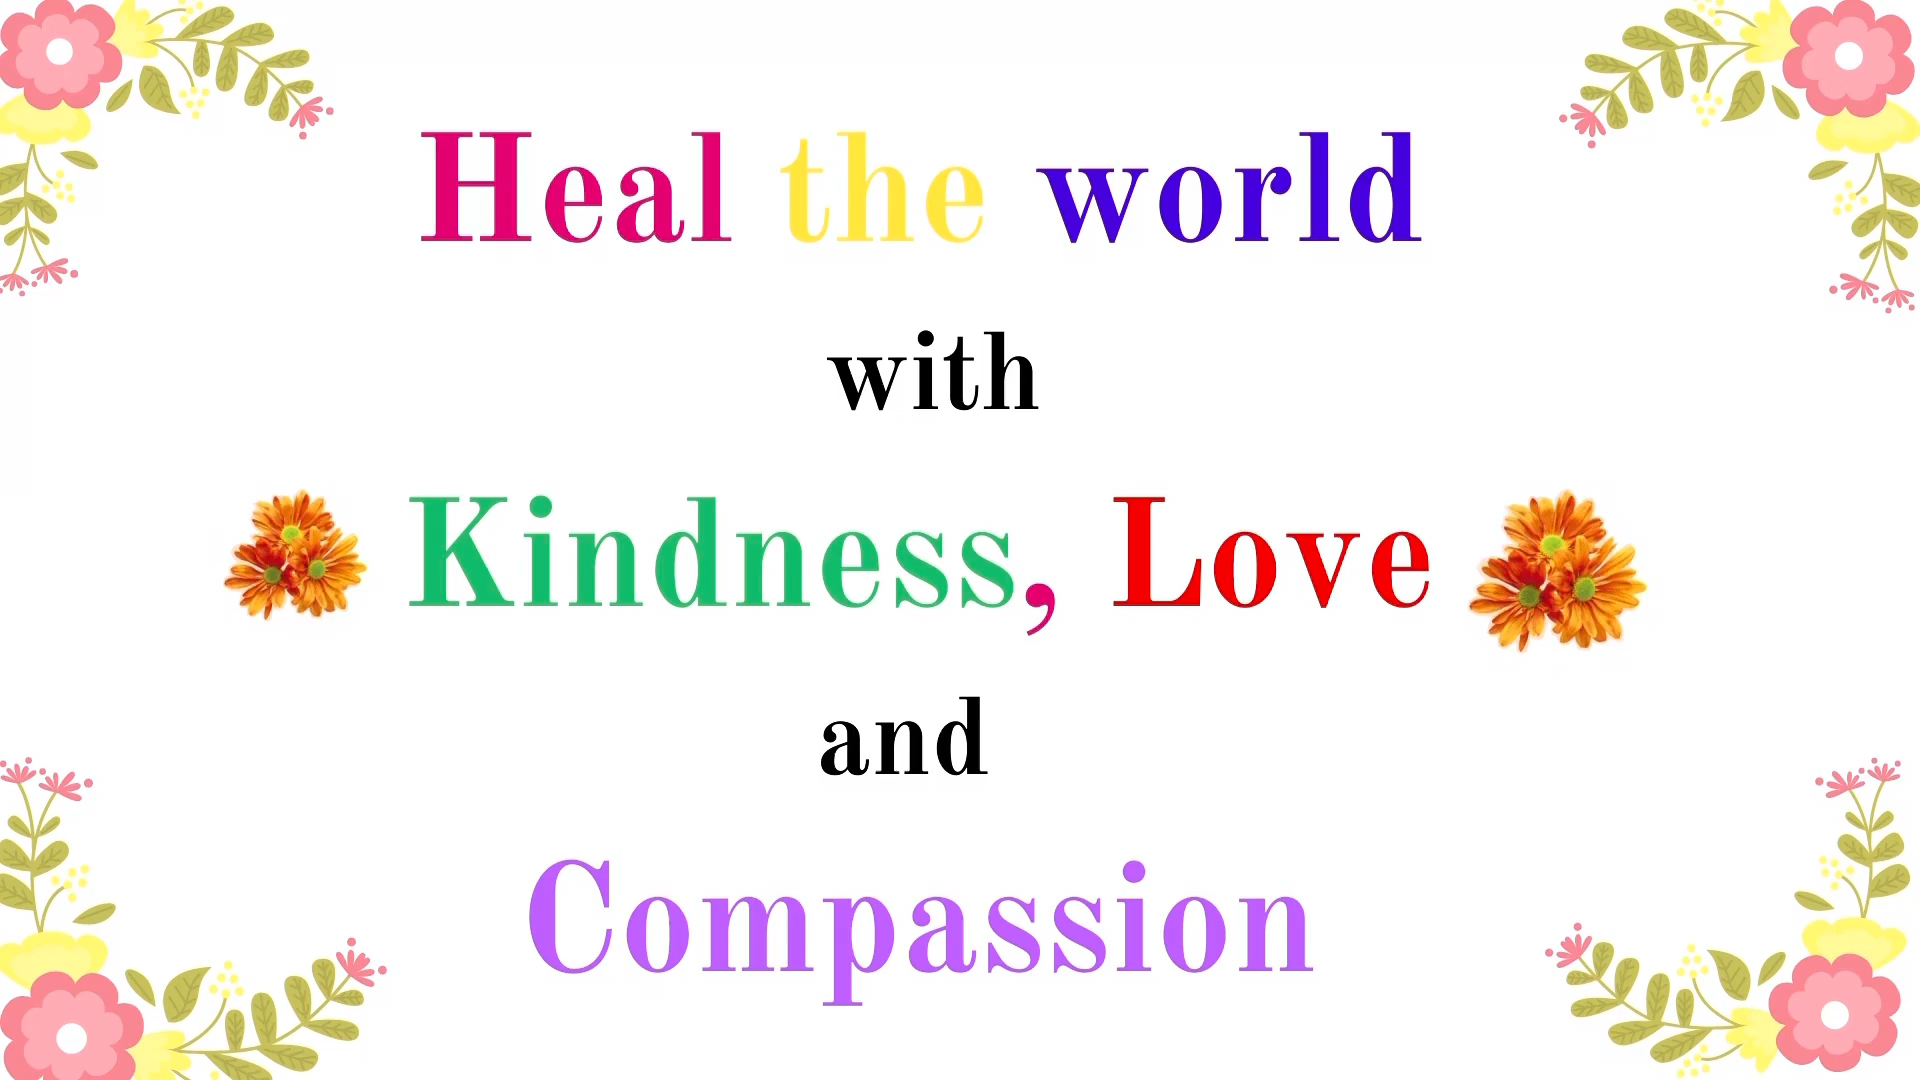 Heal the world
with
Kindness, Love
and
Compassion